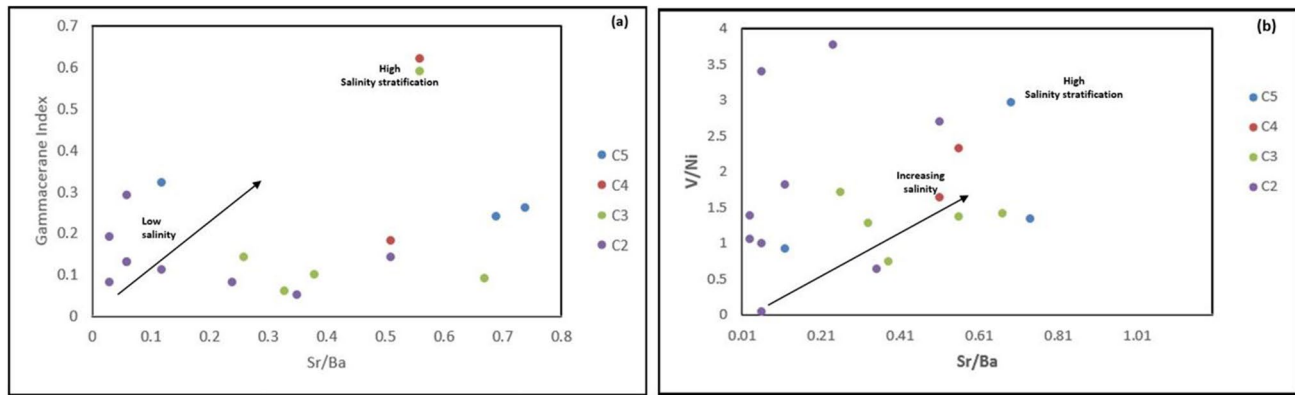 (a)
0.7
0.6
0.5
0.4
0.3
0.2
0.1
0
Gammacerane Index
High
Salinity stratification
Low
salinity
0 0.1 0.2 0.3 0.4 0.5 0.6 0.7 0.8
Sr/Ba
C5
C4
C3
C2
(b)
4
3.5
3
2.5
2
1.5
1
0.5
0
V/Ni
High
Salinity stratification
Increasing
salinity
0.01 0.21 0.41 0.61 0.81 1.01
Sr/Ba
C5
C4
C3
C2